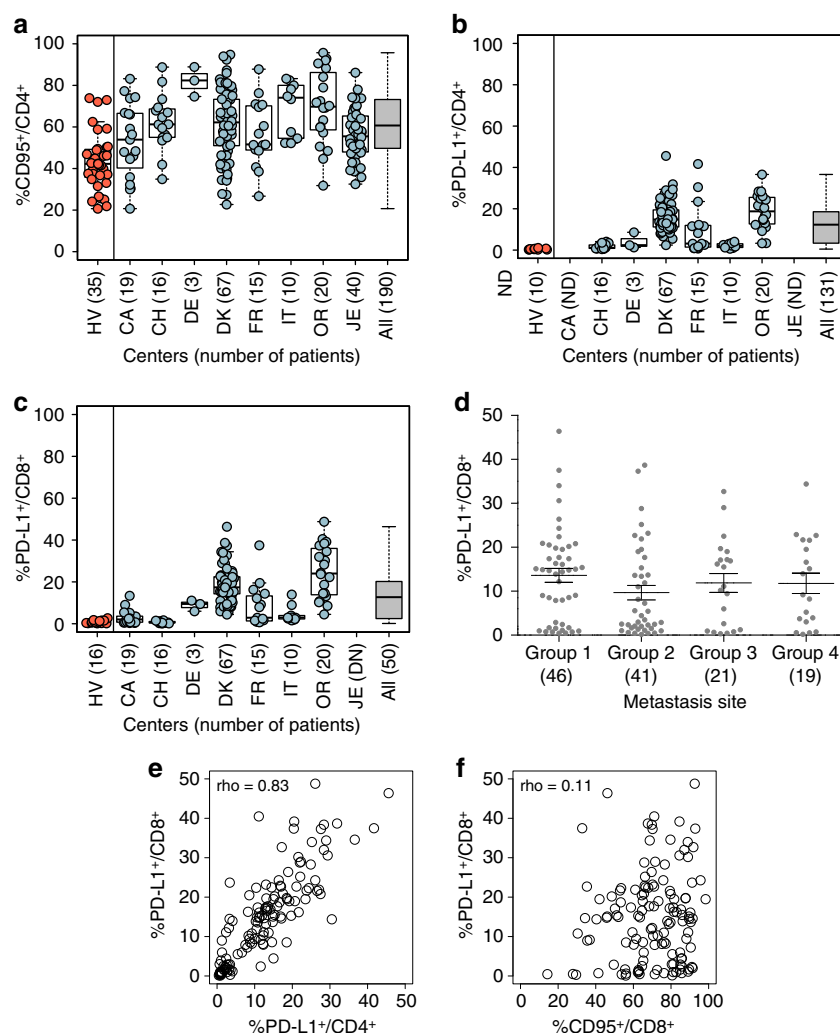 a
%CD95+/CD4+
100
80
60
40
20
0
HV (35)
CA (19)
CH (16)
DE (3)
DK (67)
FR (15)
IT (10)
OR (20)
JE (40)
All (190)
Centers (number of patients)
b
%PD-L1+/CD4+
100
80
60
40
20
0
ND
HV (10)
CA (ND)
CH (16)
DE (3)
DK (67)
FR (15)
IT (10)
OR (20)
JE (ND)
All (131)
Centers (number of patients)
c
%PD-L1+/CD8+
100
80
60
40
20
0
HV (16)
CA (19)
CH (16)
DE (3)
DK (67)
FR (15)
IT (10)
OR (20)
JE (DN)
All (50)
Centers (number of patients)
d
%PD-L1+/CD8+
50
40
30
20
10
0
Group 1 Group 2 Group 3 Group 4
(46) (41) (21) (19)
Metastasis site
e
rho = 0.83
%PD-L1+/CD8+
50
40
30
20
10
0
0 10 20 30 40 50
%PD-L1+/CD4+
f
rho = 0.11
%PD-L1+/CD8+
50
40
30
20
10
0
0 20 40 60 80 100
%CD95+/CD8+